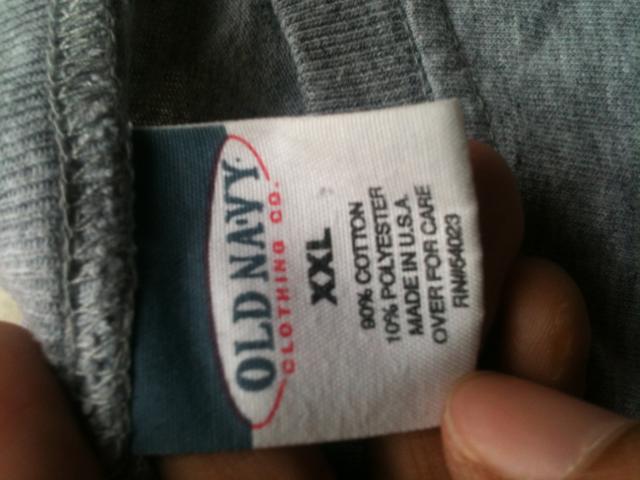 OLD NAVY.
CLOTHING CO.
XXL
90% COTTON
10% POLYESTER
MADE IN U.S.A.
OVER FOR CARE
RN#54023